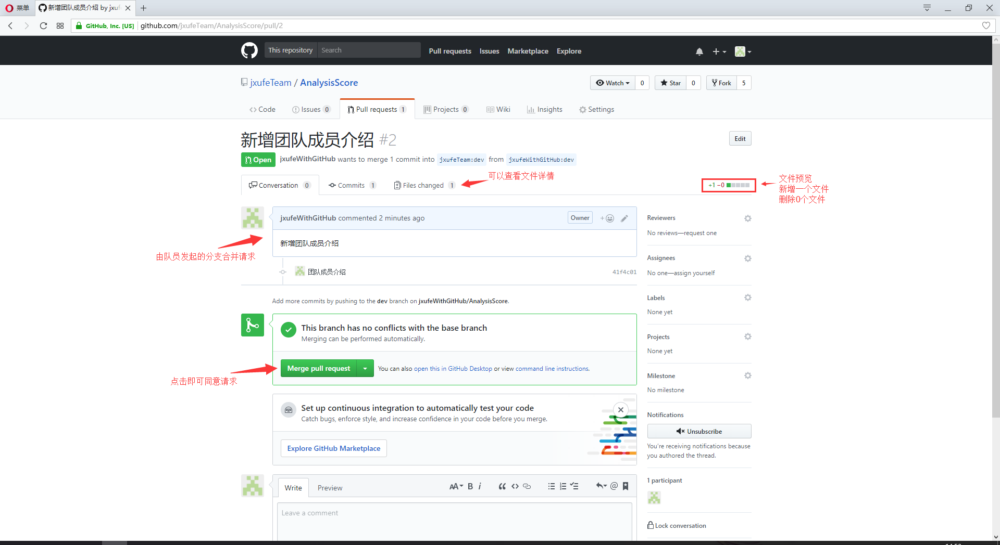 菜单
新增团队成员介绍 by jxuf
GitHub, Inc. [US]
github.com/jxufeTeam/AnalysisScore/pull/2
This repository
Search
Pull requests
Issues
Marketplace
Explore
jxufeTeam / AnalysisScore
Watch 0
Star 0
Fork 5
Code
Issues 0
Pull requests 1
Projects 0
Wiki
Insights
Settings
新增团队成员介绍 #2
Edit
Open
jxufeWithGitHub wants to merge 1 commit into jxufeTeam:dev from jxufeWithGitHub:dev
可以查看文件详情
Conversation 0
Commits 1
Files changed 1
+1 −0
文件预览
新增一个文件
删除0个文件
jxufeWithGitHub commented 2 minutes ago
Owner
新增团队成员介绍
由队员发起的分支合并请求
团队成员介绍
41f4c01
Add more commits by pushing to the dev branch on jxufeWithGitHub/AnalysisScore.
This branch has no conflicts with the base branch
Merging can be performed automatically.
Merge pull request
You can also open this in GitHub Desktop or view command line instructions.
点击即可同意请求
Set up continuous integration to automatically test your code
Catch bugs, enforce style, and increase confidence in your code before you merge.
Explore GitHub Marketplace
Write
Preview
AA B i
Leave a comment
Reviewers
No reviews—request one
Assignees
No one—assign yourself
Labels
None yet
Projects
None yet
Milestone
No milestone
Notifications
Unsubscribe
You're receiving notifications because
you authored the thread.
1 participant
Lock conversation